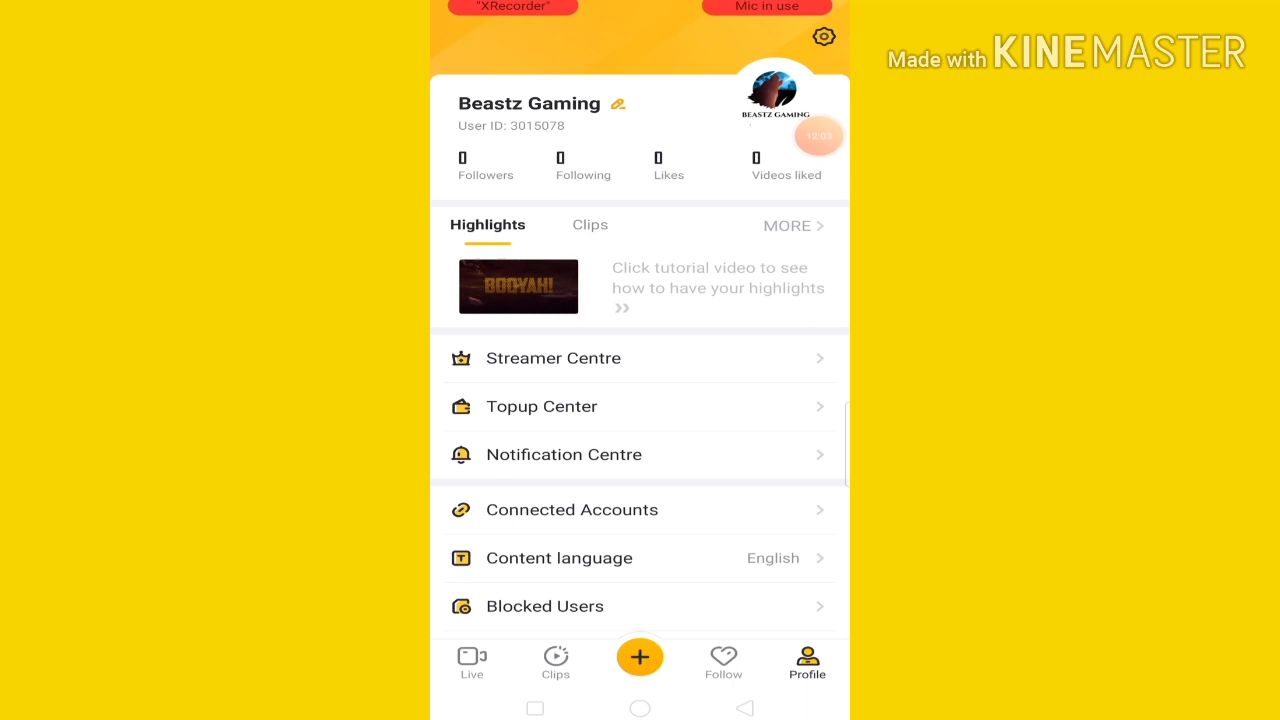 "XRecorder"
Mic in use
Made with KINEMASTER
Beastz Gaming
BEASTZ GAMING
User ID: 3015078
12:03
0 0 0 0
Followers Following Likes Videos liked
Highlights Clips MORE
BOOYAH!
Click tutorial video to see
how to have your highlights
Streamer Centre
Topup Center
Notification Centre
Connected Accounts
Content language English
Blocked Users
Live Clips Follow Profile